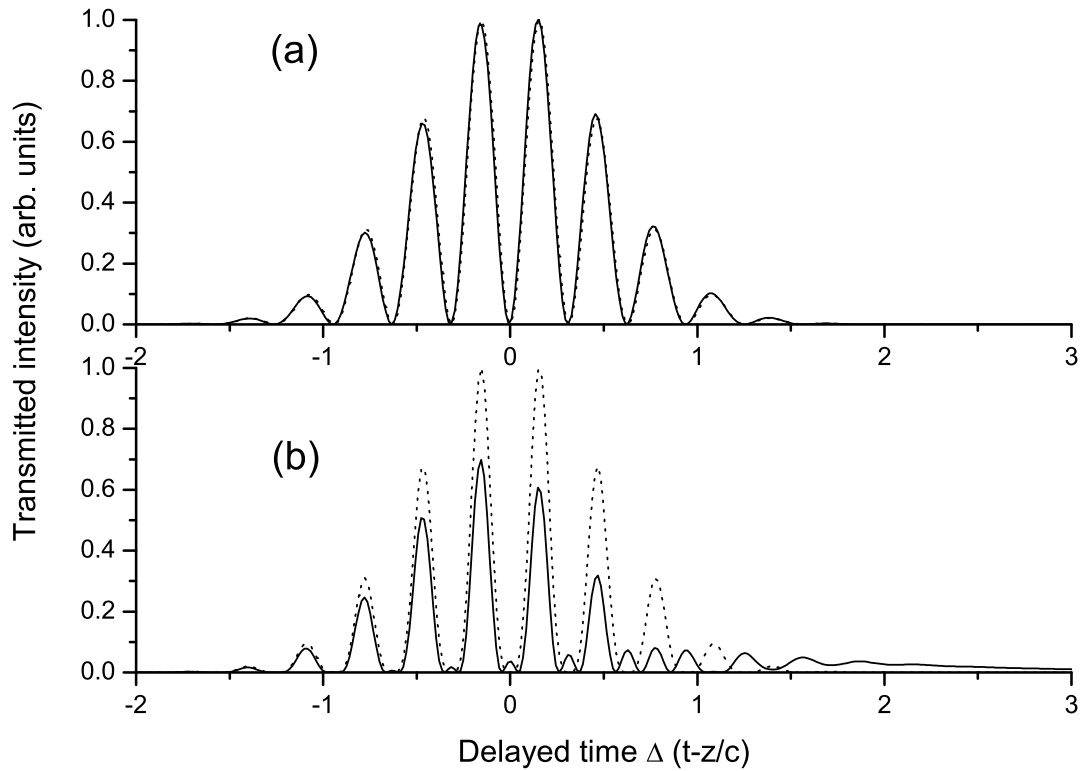 (a)
1.0
0.8
0.6
0.4
0.2
0.0
-2 -1 0 1 2 3
(b)
1.0
0.8
0.6
0.4
0.2
0.0
-2 -1 0 1 2 3
Transmitted intensity (arb. units)
Delayed time Δ (t-z/c)